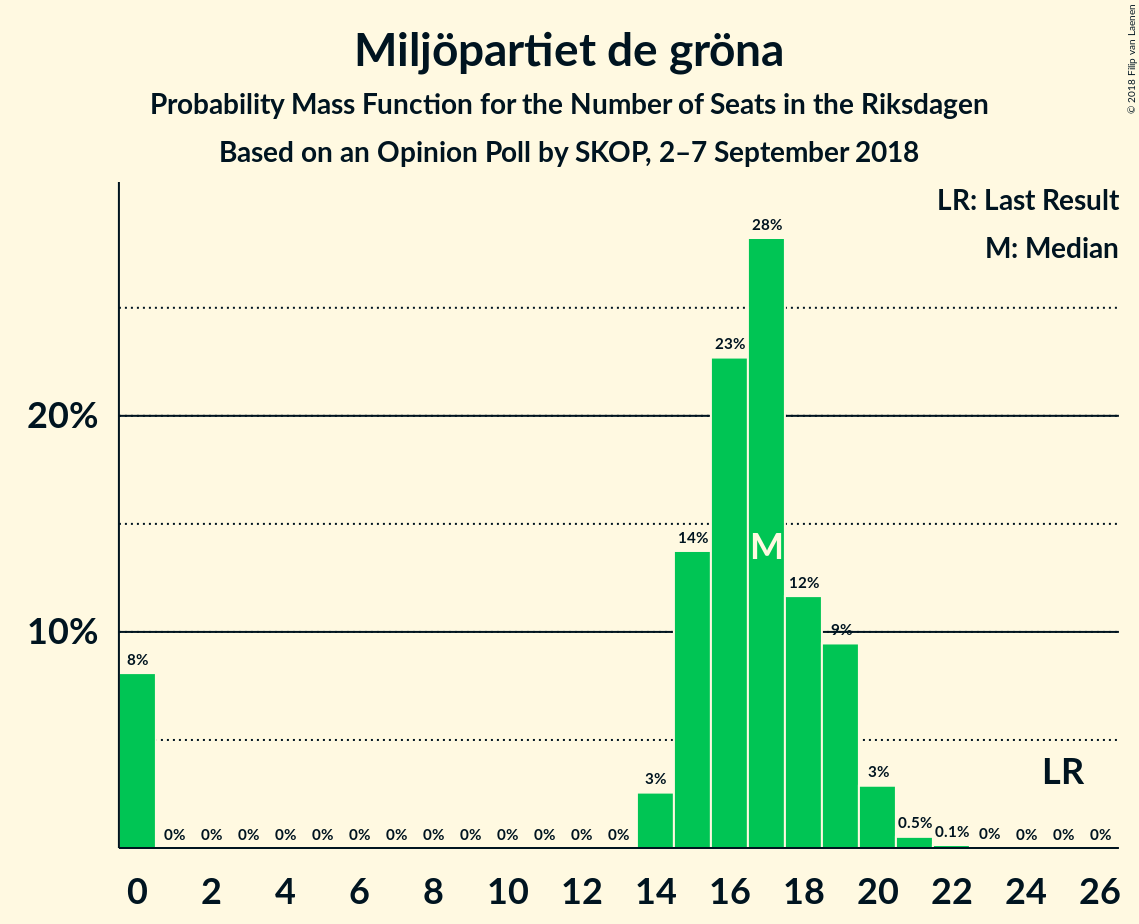 Miljöpartiet de gröna
Probability Mass Function for the Number of Seats in the Riksdagen
Based on an Opinion Poll by SKOP, 2–7 September 2018
© 2018 Filip van Laenen
LR: Last Result
M: Median
28%
23%
20%
14%
M
12%
10%
9%
8%
LR
3%
3%
0.5%
0% 0% 0% 0% 0% 0% 0% 0% 0% 0% 0% 0% 0% 0.1% 0% 0% 0% 0%
0 2 4 6 8 10 12 14 16 18 20 22 24 26